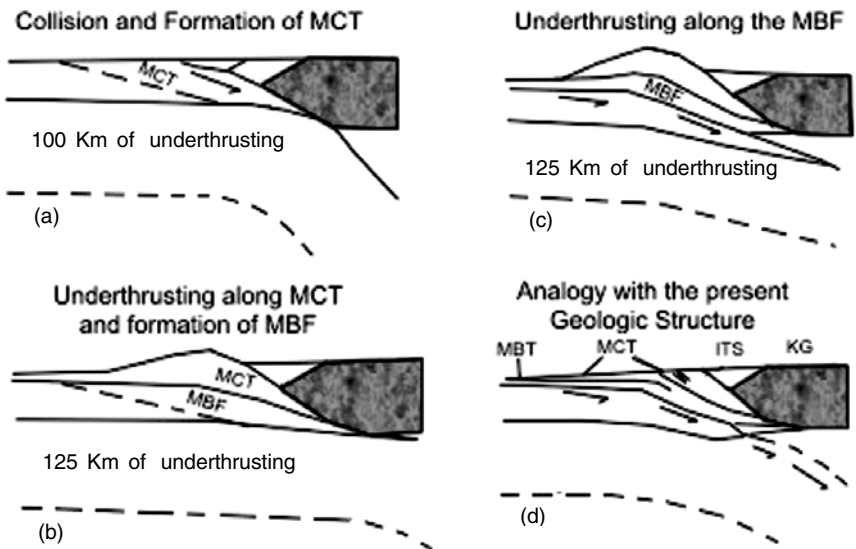 Collision and Formation of MCT
MCT
100 Km of underthrusting
(a)
Underthrusting along MCT
and formation of MBF
MCT
MBF
125 Km of underthrusting
(b)
Underthrusting along the MBF
MBF
125 Km of underthrusting
(c)
Analogy with the present
Geologic Structure
MBT MCT ITS KG
(d)